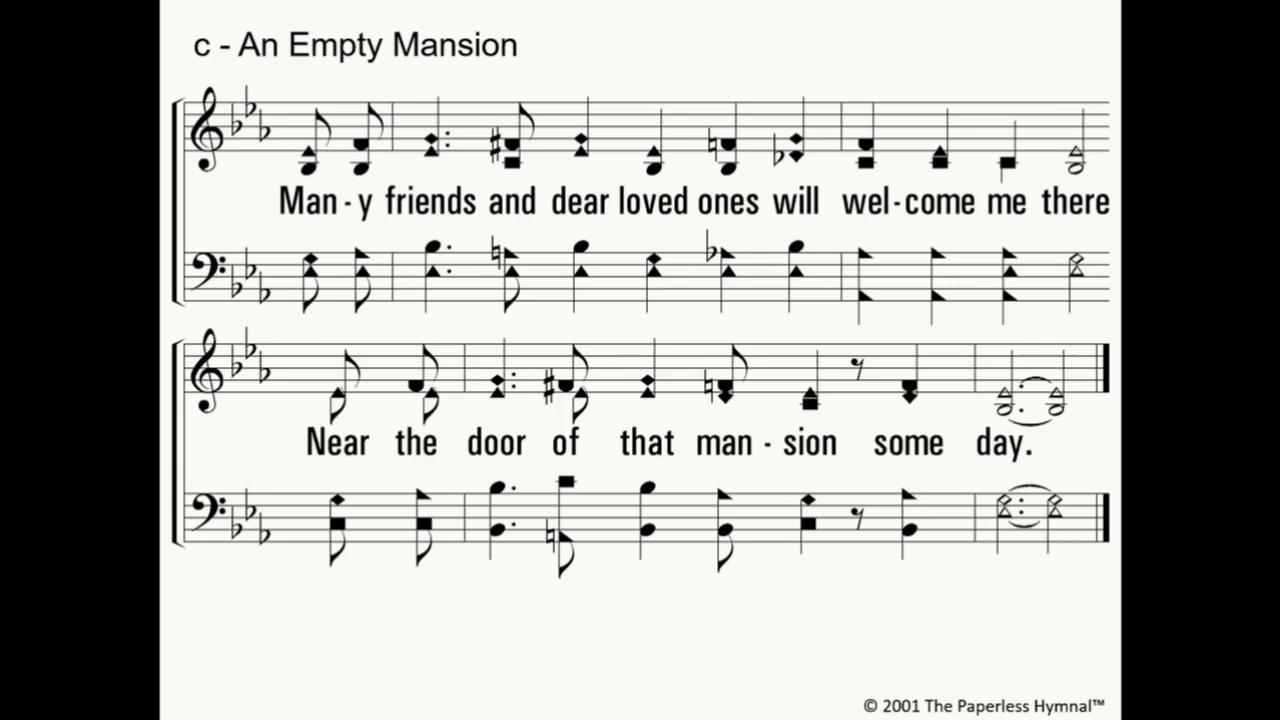 c - An Empty Mansion
Man - y friends and dear loved ones will wel - come me there
Near the door of that man - sion some day.
© 2001 The Paperless Hymnal™